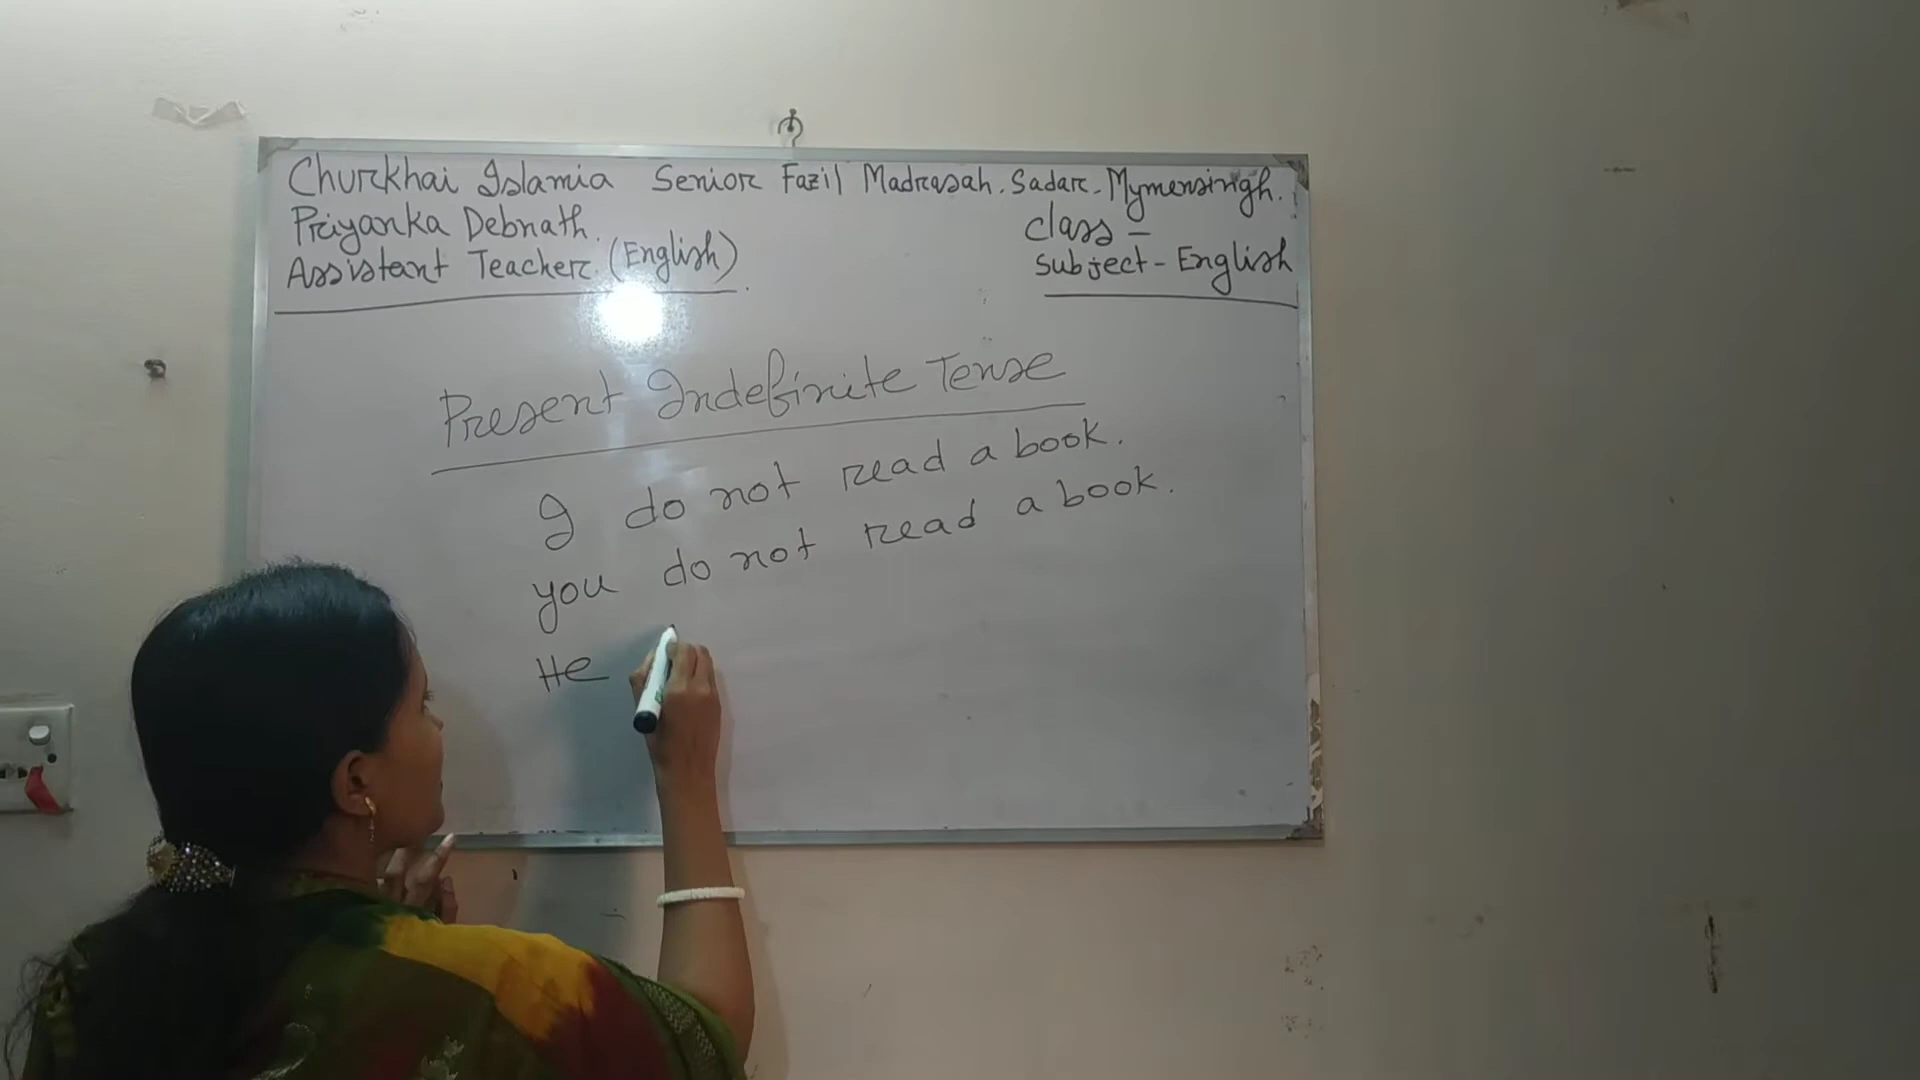 Churkhai Islamia Senior Fazil Madrasah. Sadar - Mymensingh.
Priyanka Debnath.
Class -
Assistant Teacher. (English)
Subject - English
Present Indefinite Tense
I do not read a book.
you do not read a book.
He